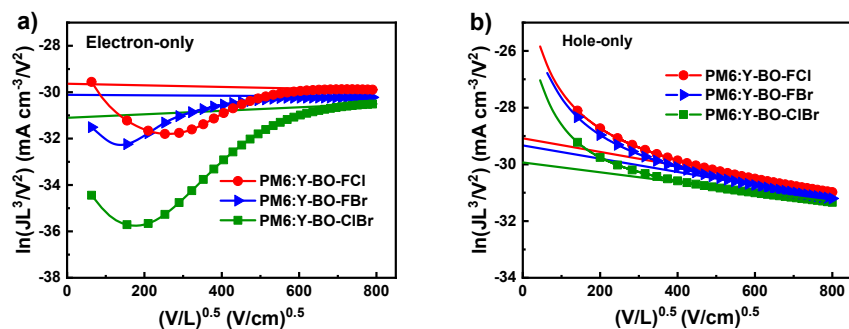 a)
Electron-only
ln(JL³/V²) (mA cm⁻³/V²)
-28
-30
-32
-34
-36
-38
PM6:Y-BO-FCl
PM6:Y-BO-FBr
PM6:Y-BO-ClBr
0 200 400 600 800
(V/L)^0.5 (V/cm)^0.5
b)
Hole-only
ln(JL³/V²) (mA cm⁻³/V²)
-26
-28
-30
-32
-34
PM6:Y-BO-FCl
PM6:Y-BO-FBr
PM6:Y-BO-ClBr
0 200 400 600 800
(V/L)^0.5 (V/cm)^0.5